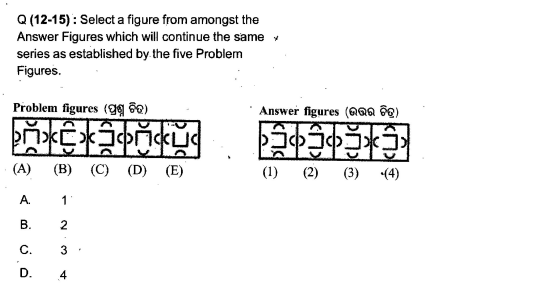 Q (12-15) : Select a figure from amongst the
Answer Figures which will continue the same
series as established by the five Problem
Figures.
Problem figures (ପ୍ରଶ୍ନ ଚିତ୍ର)
Answer figures (ଉତ୍ତର ଚିତ୍ର)
(A) (B) (C) (D) (E)
(1) (2) (3) (4)
A. 1
B. 2
C. 3
D. 4